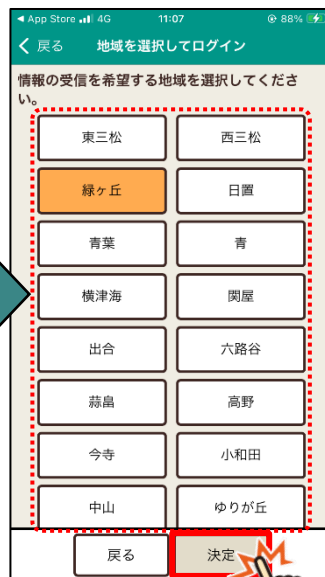 App Store 4G 11:07 88%
戻る 地域を選択してログイン
情報の受信を希望する地域を選択してくださ
い。
東三松 西三松
緑ヶ丘 日置
青葉 青
横津海 関屋
出合 六路谷
蒜畠 高野
今寺 小和田
中山 ゆりが丘
戻る 決定